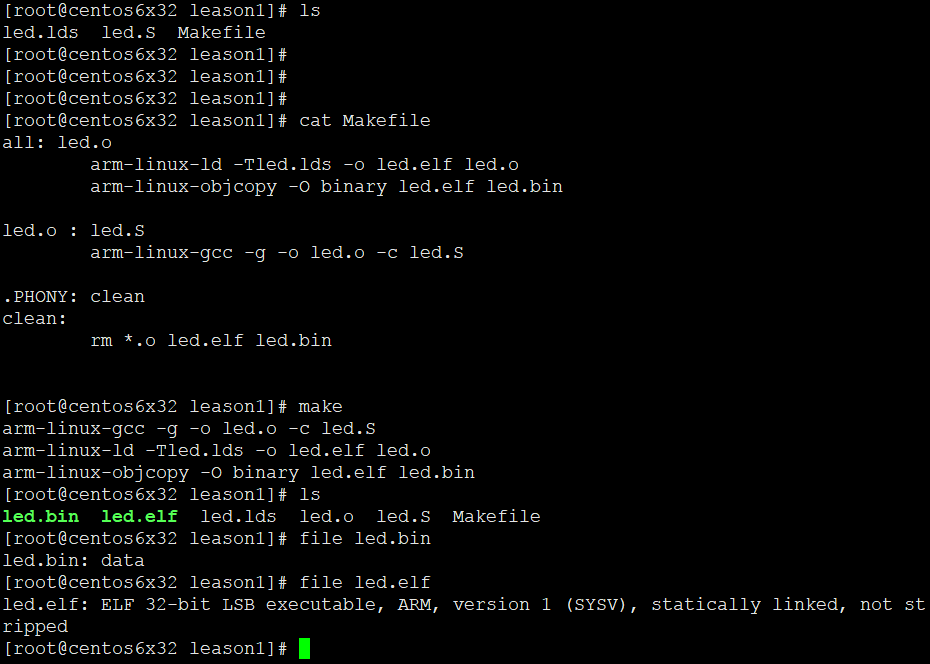 [root@centos6x32 leason1]# ls
led.lds  led.S  Makefile
[root@centos6x32 leason1]#
[root@centos6x32 leason1]#
[root@centos6x32 leason1]#
[root@centos6x32 leason1]# cat Makefile
all: led.o
        arm-linux-ld -Tled.lds -o led.elf led.o
        arm-linux-objcopy -O binary led.elf led.bin
led.o : led.S
        arm-linux-gcc -g -o led.o -c led.S
.PHONY: clean
clean:
        rm *.o led.elf led.bin
[root@centos6x32 leason1]# make
arm-linux-gcc -g -o led.o -c led.S
arm-linux-ld -Tled.lds -o led.elf led.o
arm-linux-objcopy -O binary led.elf led.bin
[root@centos6x32 leason1]# ls
led.bin  led.elf  led.lds  led.o  led.S  Makefile
[root@centos6x32 leason1]# file led.bin
led.bin: data
[root@centos6x32 leason1]# file led.elf
led.elf: ELF 32-bit LSB executable, ARM, version 1 (SYSV), statically linked, not st
ripped
[root@centos6x32 leason1]#